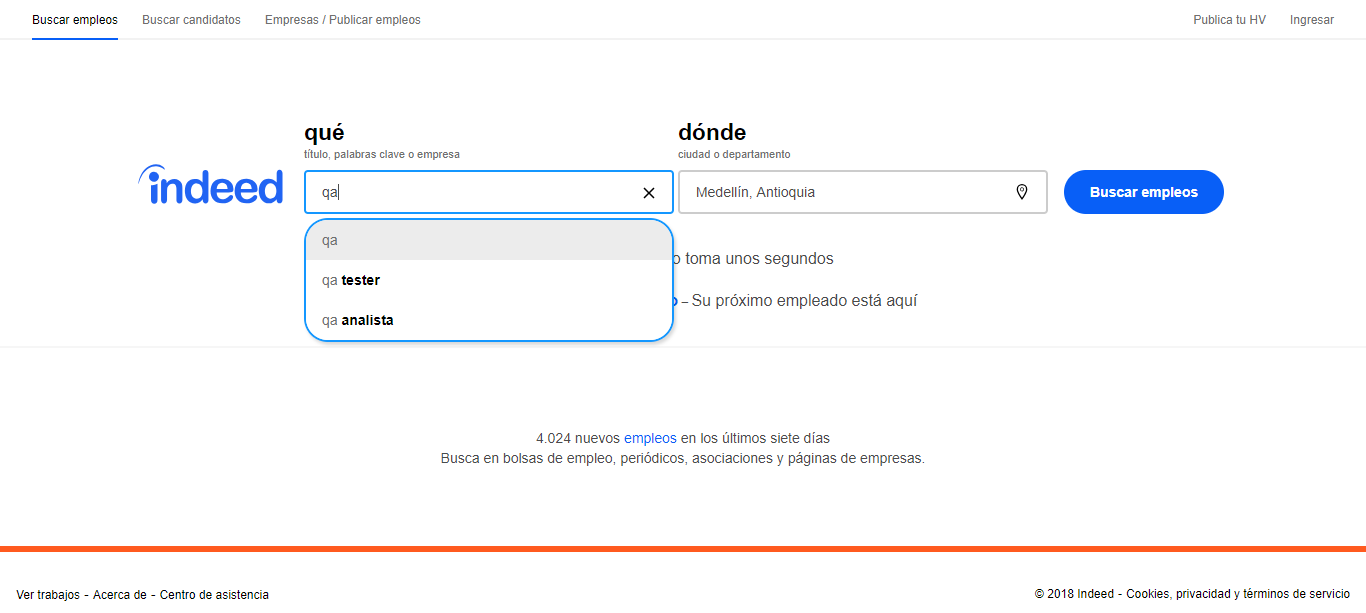 Buscar empleos Buscar candidatos Empresas / Publicar empleos Publica tu HV Ingresar
qué dónde
título, palabras clave o empresa ciudad o departamento
indeed
qa Medellín, Antioquia Buscar empleos
qa
o toma unos segundos
qa tester
– Su próximo empleado está aquí
qa analista
4.024 nuevos empleos en los últimos siete días
Busca en bolsas de empleo, periódicos, asociaciones y páginas de empresas.
Ver trabajos - Acerca de - Centro de asistencia © 2018 Indeed - Cookies, privacidad y términos de servicio